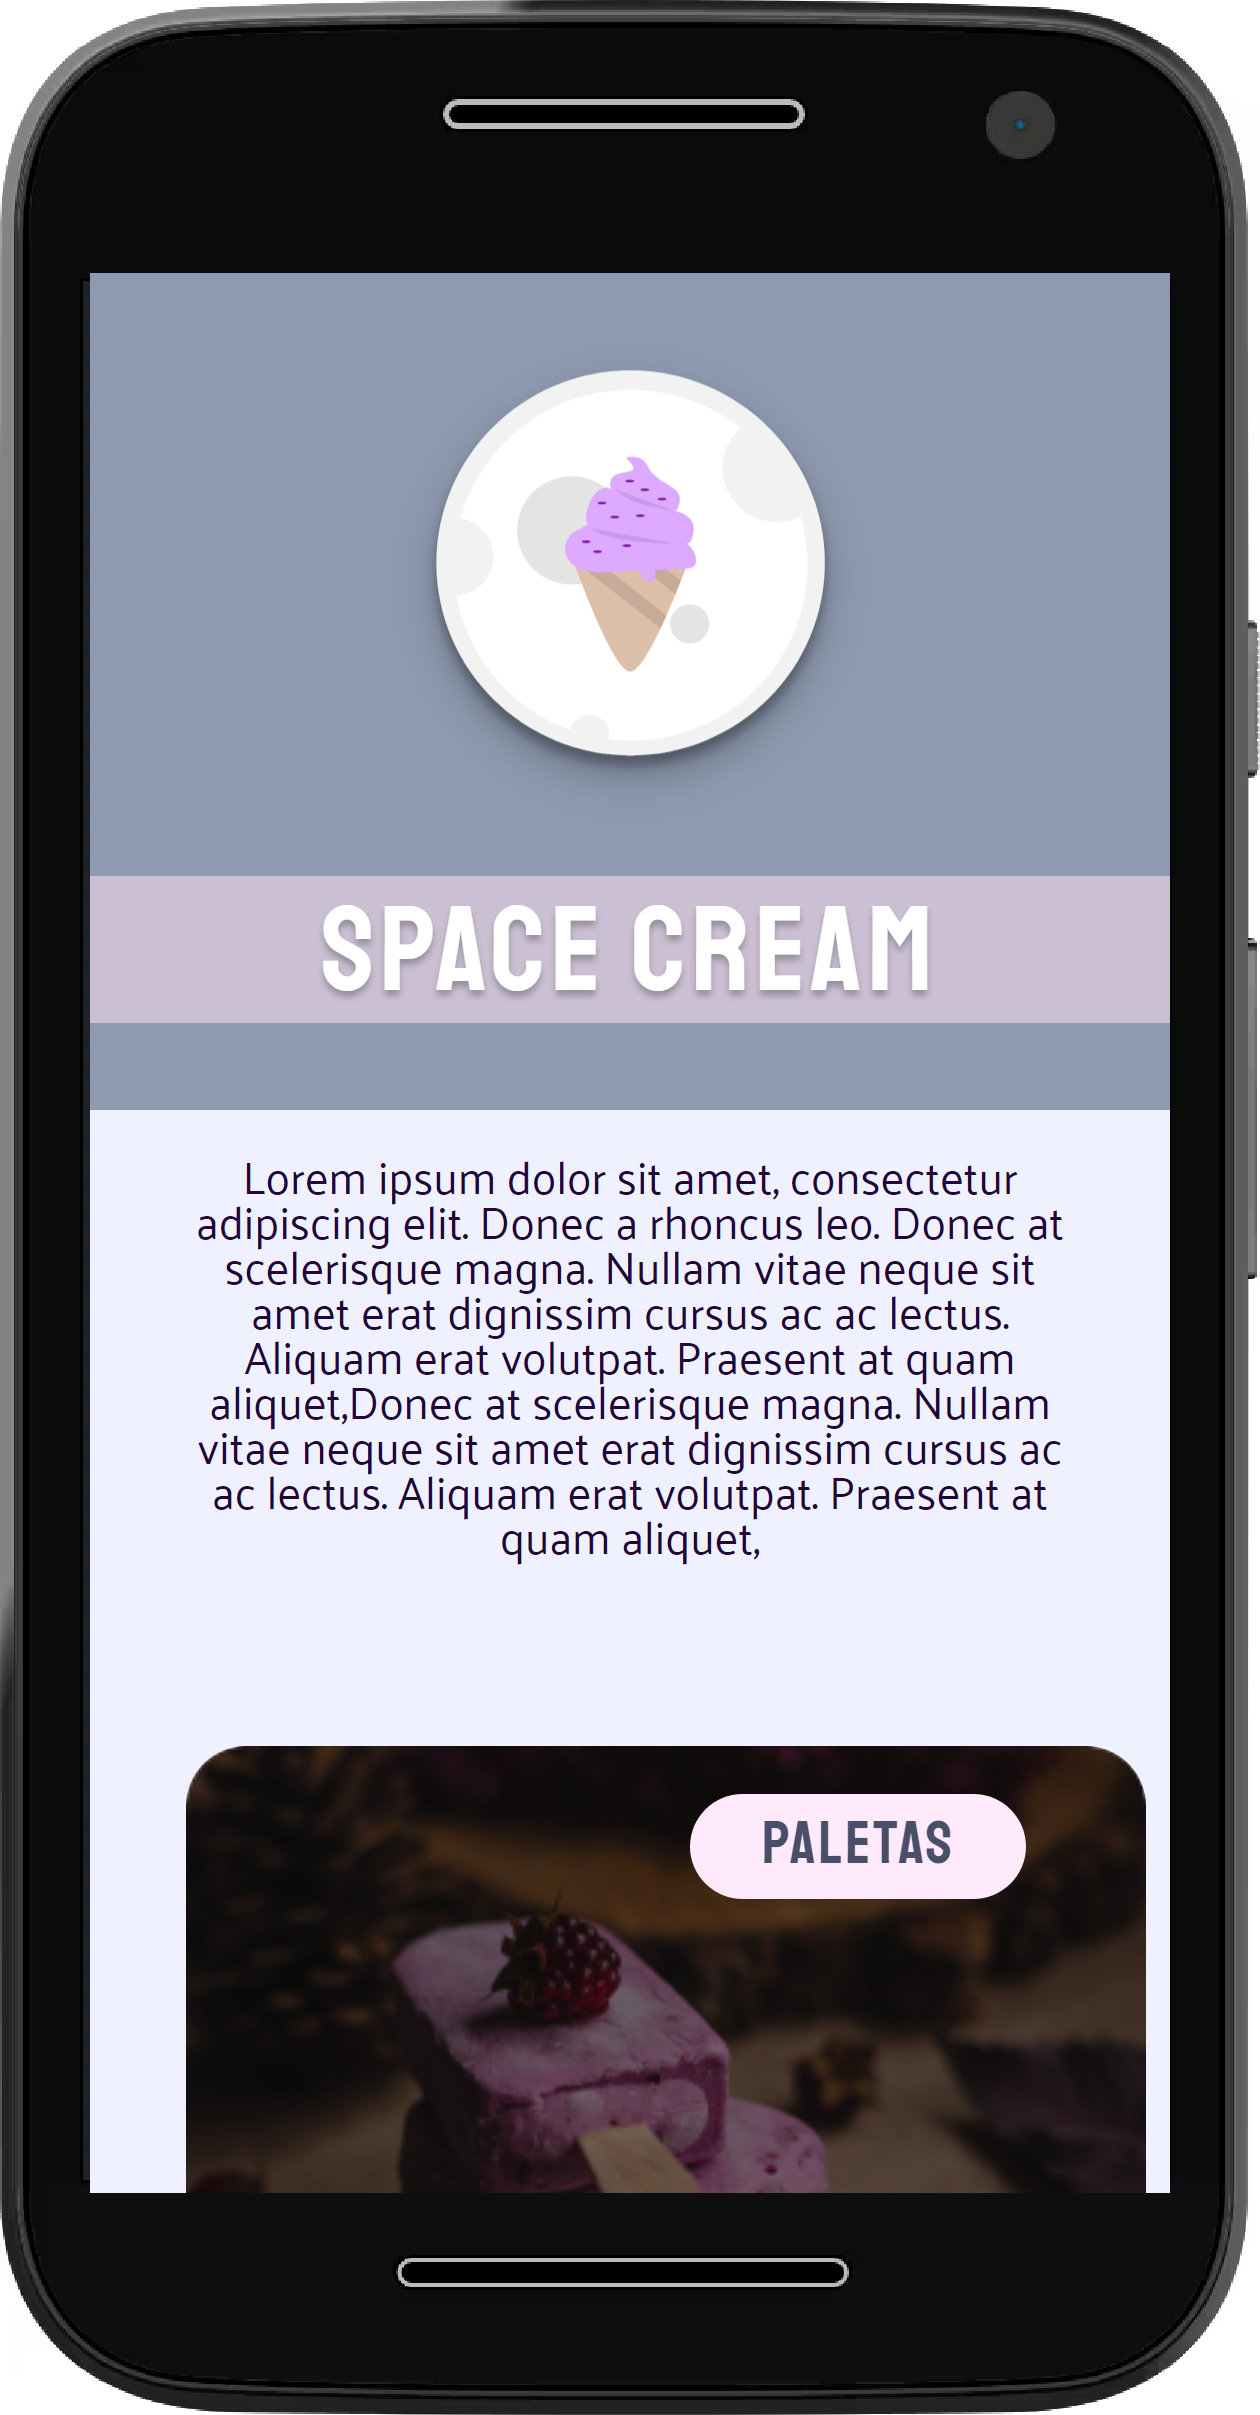 SPACE CREAM
Lorem ipsum dolor sit amet, consectetur
adipiscing elit. Donec a rhoncus leo. Donec at
scelerisque magna. Nullam vitae neque sit
amet erat dignissim cursus ac ac lectus.
Aliquam erat volutpat. Praesent at quam
aliquet,Donec at scelerisque magna. Nullam
vitae neque sit amet erat dignissim cursus ac
ac lectus. Aliquam erat volutpat. Praesent at
quam aliquet,
PALETAS